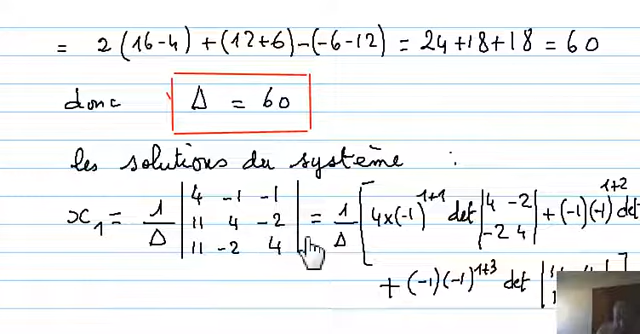 = 2(16-4) + (12+6) - (-6-12) = 24+18+18 = 60
donc Δ = 60
les solutions du système :
x₁ = 1/Δ |4 -1 -1; 11 4 -2; 11 -2 4| = 1/Δ [4×(-1)^1+1 det |4 -2; -2 4| + (-1)(-1)^1+2 det
+ (-1)(-1)^1+3 det